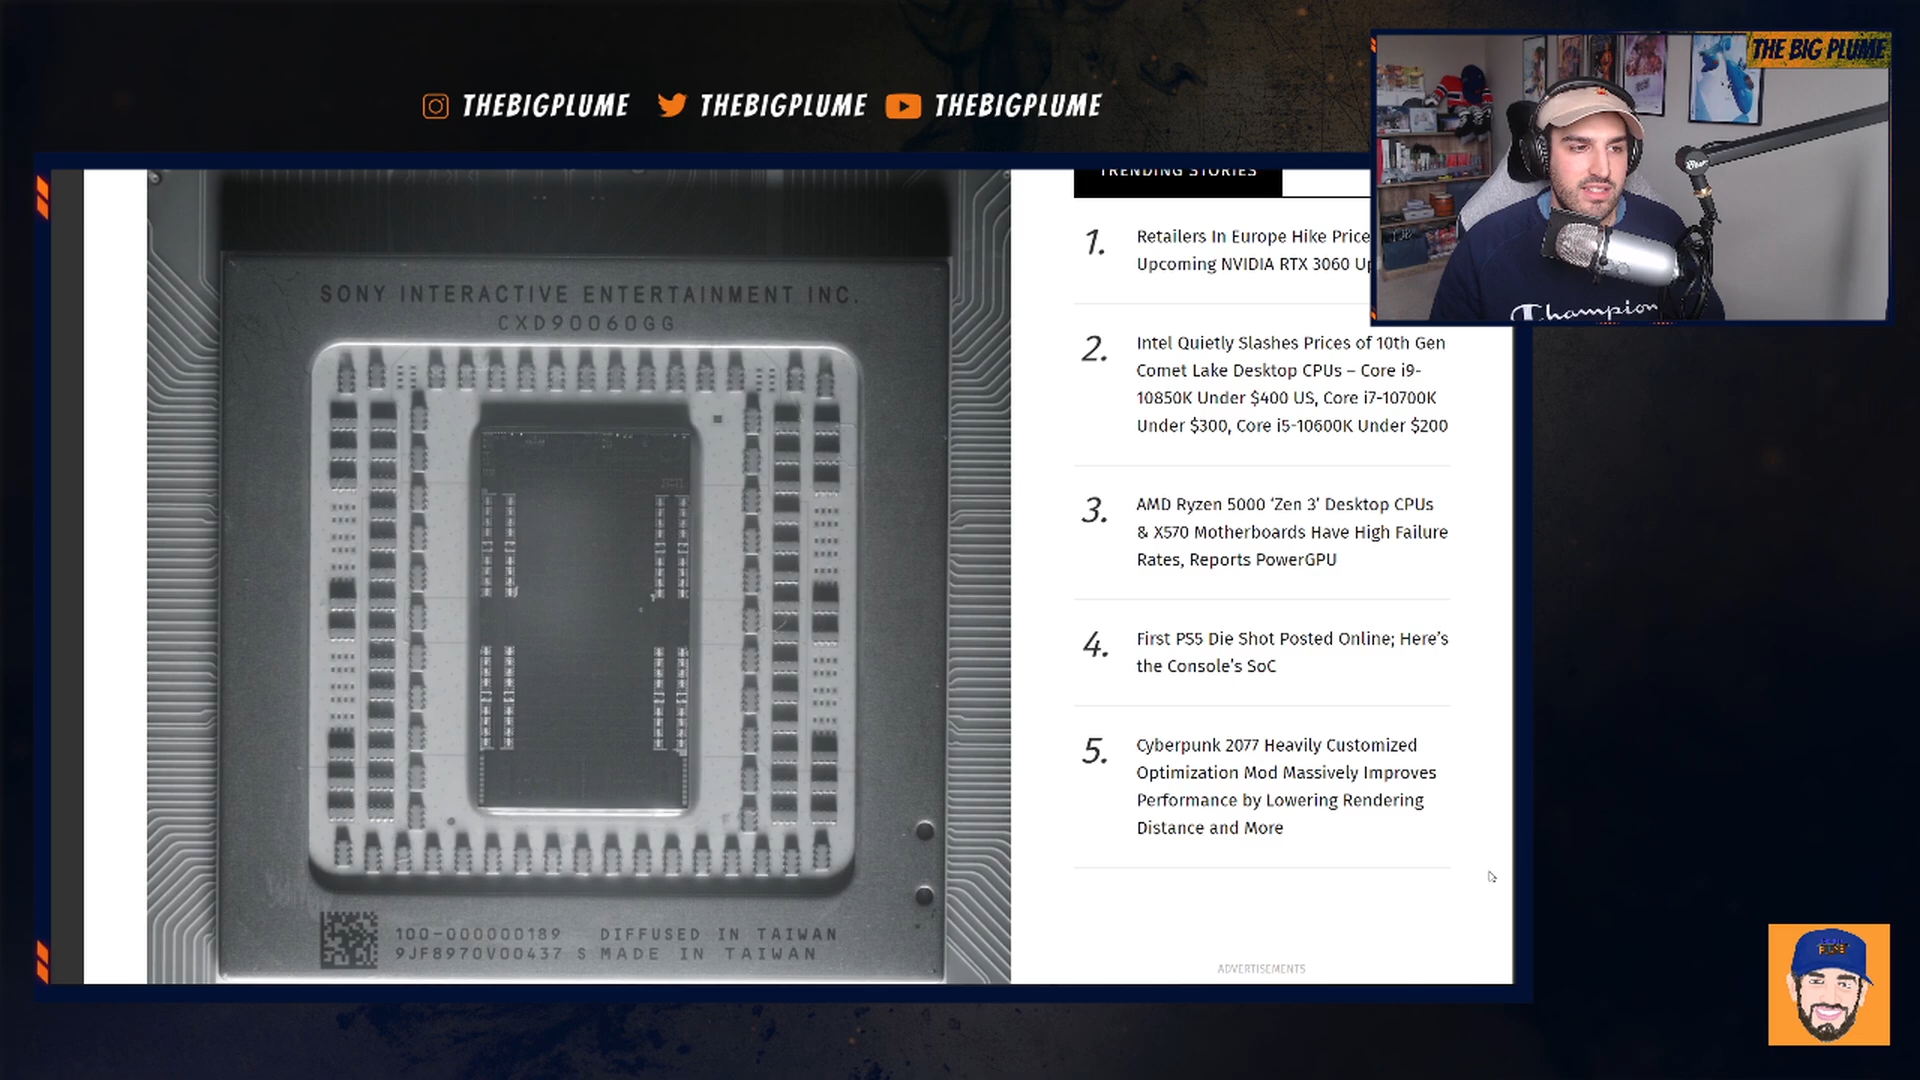 THE BIG PLUME
THEBIGPLUME THEBIGPLUME THEBIGPLUME
TRENDING STORIES
SONY INTERACTIVE ENTERTAINMENT INC.
CXD90060GG
100-000000189 DIFFUSED IN TAIWAN
9JF8970V00437 S MADE IN TAIWAN
1. Retailers In Europe Hike Price
Upcoming NVIDIA RTX 3060
2. Intel Quietly Slashes Prices of 10th Gen
Comet Lake Desktop CPUs – Core i9-
10850K Under $400 US, Core i7-10700K
Under $300, Core i5-10600K Under $200
3. AMD Ryzen 5000 ‘Zen 3’ Desktop CPUs
& X570 Motherboards Have High Failure
Rates, Reports PowerGPU
4. First PS5 Die Shot Posted Online; Here’s
the Console’s SoC
5. Cyberpunk 2077 Heavily Customized
Optimization Mod Massively Improves
Performance by Lowering Rendering
Distance and More
ADVERTISEMENTS
Champion